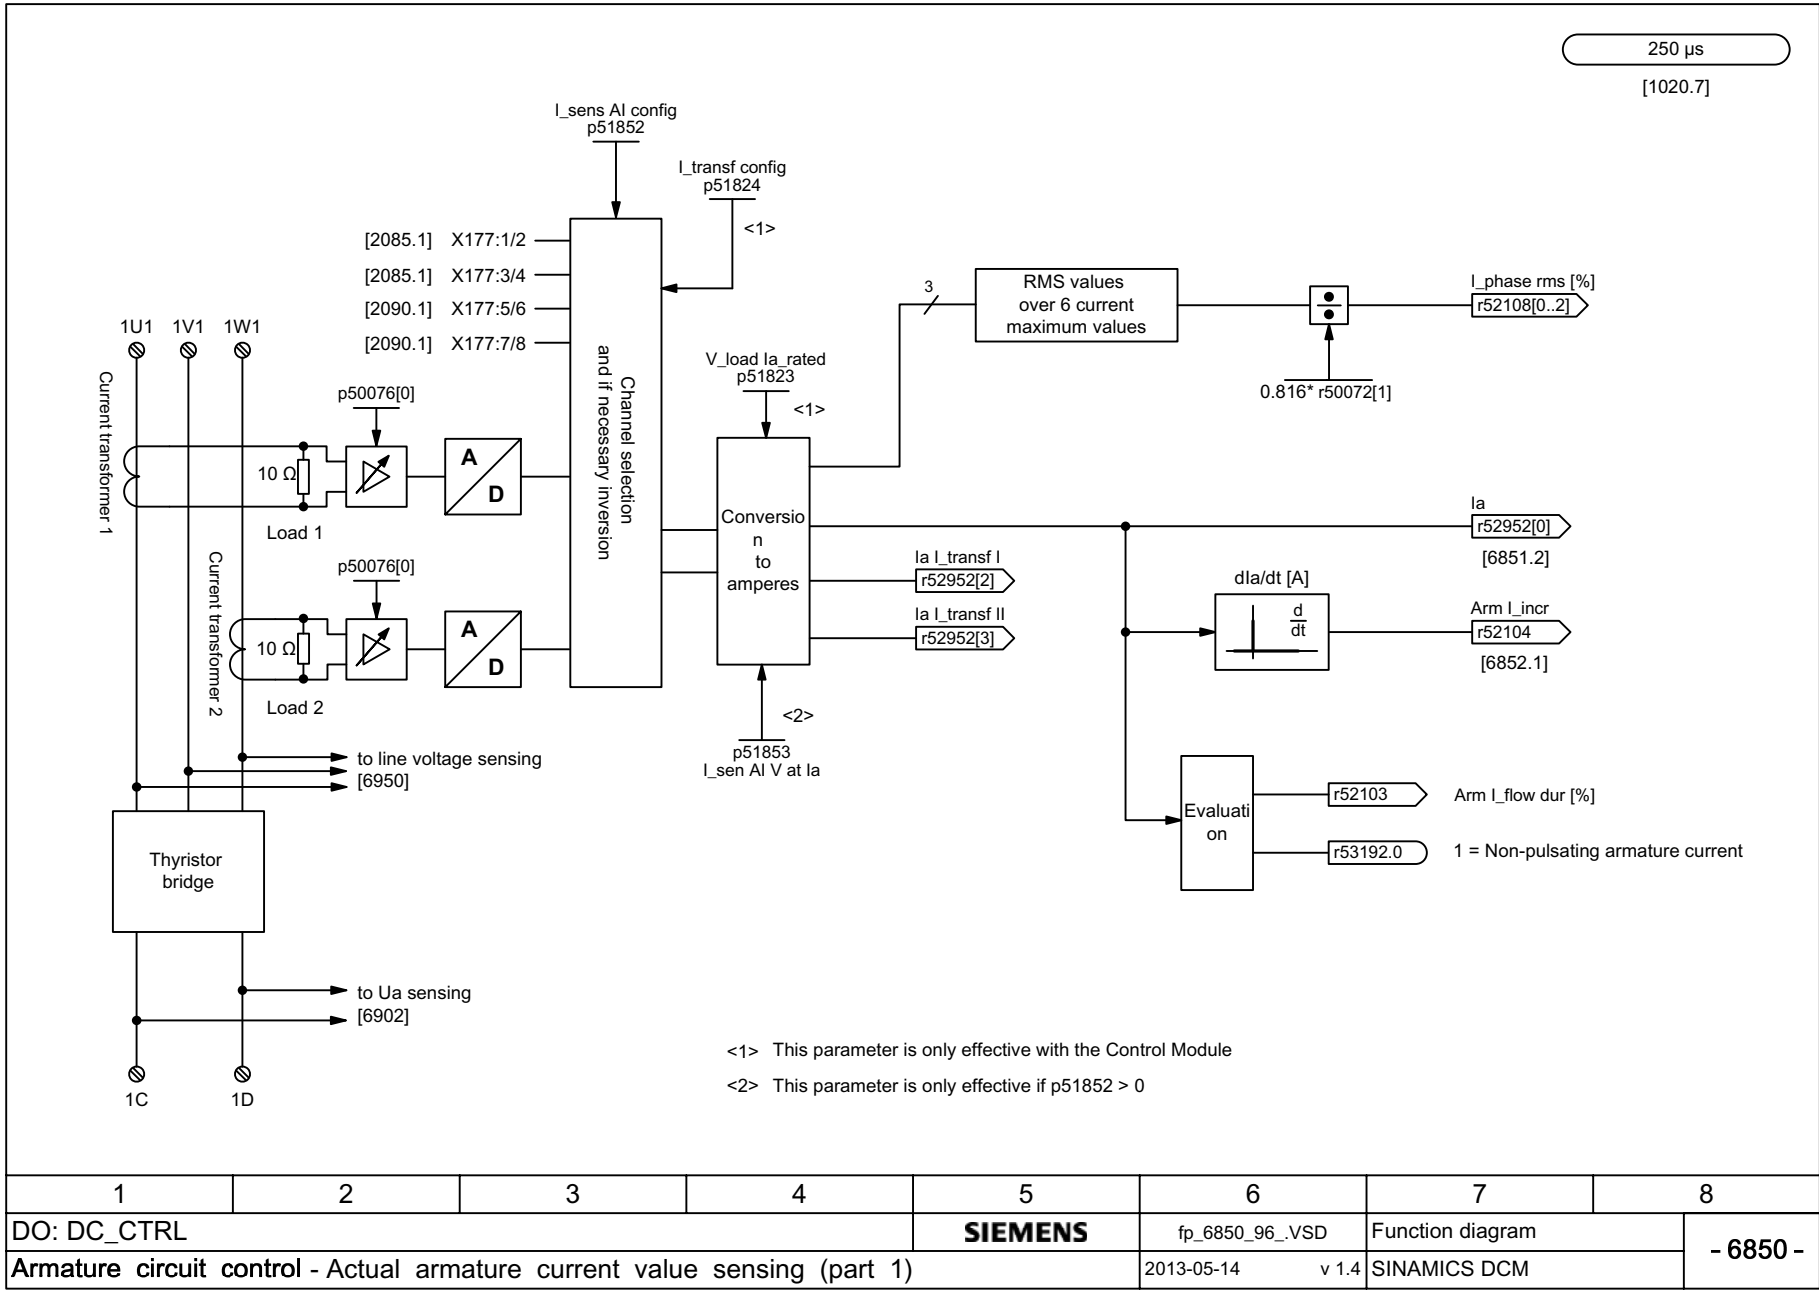 250 µs
[1020.7]
I_sens AI config
p51852
I_transf config
p51824
<1>
[2085.1] X177:1/2
[2085.1] X177:3/4
[2090.1] X177:5/6
[2090.1] X177:7/8
Channel selection
and if necessary inversion
1U1 1V1 1W1
Current transformer 1
p50076[0]
10 Ω
Load 1
A
D
Current transformer 2
p50076[0]
10 Ω
Load 2
A
D
V_load Ia_rated
p51823
<1>
Conversio
n
to
amperes
<2>
p51853
I_sen AI V at Ia
3
RMS values
over 6 current
maximum values
0.816* r50072[1]
I_phase rms [%]
r52108[0..2]
Ia
r52952[0]
[6851.2]
Ia I_transf I
r52952[2]
Ia I_transf II
r52952[3]
dIa/dt [A]
d
dt
Arm I_incr
r52104
[6852.1]
Evaluati
on
r52103
Arm I_flow dur [%]
r53192.0
1 = Non-pulsating armature current
to line voltage sensing
[6950]
Thyristor
bridge
to Ua sensing
[6902]
1C 1D
<1> This parameter is only effective with the Control Module
<2> This parameter is only effective if p51852 > 0
1 2 3 4 5 6 7 8
DO: DC_CTRL
SIEMENS
fp_6850_96_.VSD
Function diagram
- 6850 -
Armature circuit control - Actual armature current value sensing (part 1)
2013-05-14 v 1.4
SINAMICS DCM